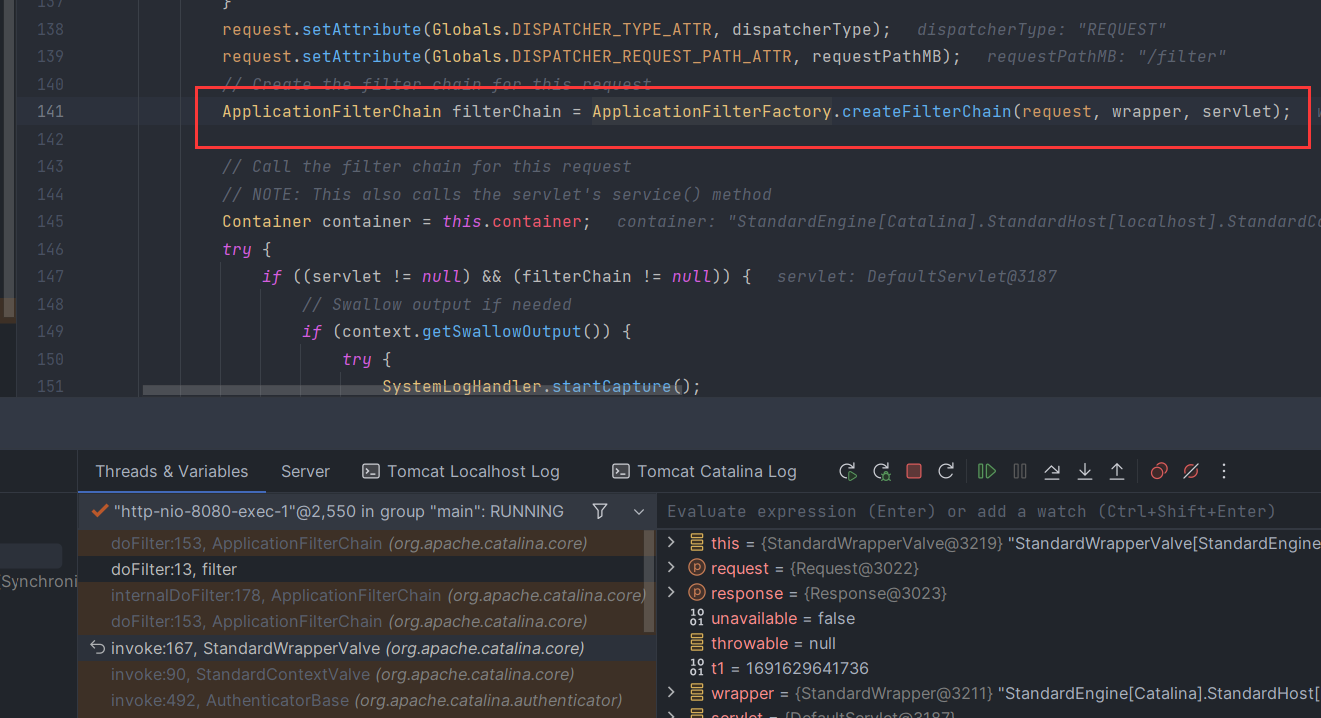 137 }
138 request.setAttribute(Globals.DISPATCHER_TYPE_ATTR, dispatcherType); dispatcherType: "REQUEST"
139 request.setAttribute(Globals.DISPATCHER_REQUEST_PATH_ATTR, requestPathMB); requestPathMB: "/filter"
140 // Create the filter chain for this request
141 ApplicationFilterChain filterChain = ApplicationFilterFactory.createFilterChain(request, wrapper, servlet);
142
143 // Call the filter chain for this request
144 // NOTE: This also calls the servlet's service() method
145 Container container = this.container; container: "StandardEngine[Catalina].StandardHost[localhost].StandardCo
146 try {
147 if ((servlet != null) && (filterChain != null)) { servlet: DefaultServlet@3187
148 // Swallow output if needed
149 if (context.getSwallowOutput()) {
150 try {
151 SystemLogHandler.startCapture();
Threads & Variables Server Tomcat Localhost Log Tomcat Catalina Log
"http-nio-8080-exec-1"@2,550 in group "main": RUNNING
doFilter:153, ApplicationFilterChain (org.apache.catalina.core)
doFilter:13, filter
internalDoFilter:178, ApplicationFilterChain (org.apache.catalina.core)
doFilter:153, ApplicationFilterChain (org.apache.catalina.core)
invoke:167, StandardWrapperValve (org.apache.catalina.core)
invoke:90, StandardContextValve (org.apache.catalina.core)
invoke:492, AuthenticatorBase (org.apache.catalina.authenticator)
(Synchroni
Evaluate expression (Enter) or add a watch (Ctrl+Shift+Enter)
this = {StandardWrapperValve@3219} "StandardWrapperValve[StandardEngine
request = {Request@3022}
response = {Response@3023}
unavailable = false
throwable = null
t1 = 1691629641736
wrapper = {StandardWrapper@3211} "StandardEngine[Catalina].StandardHost[
servlet = {DefaultServlet@3187}